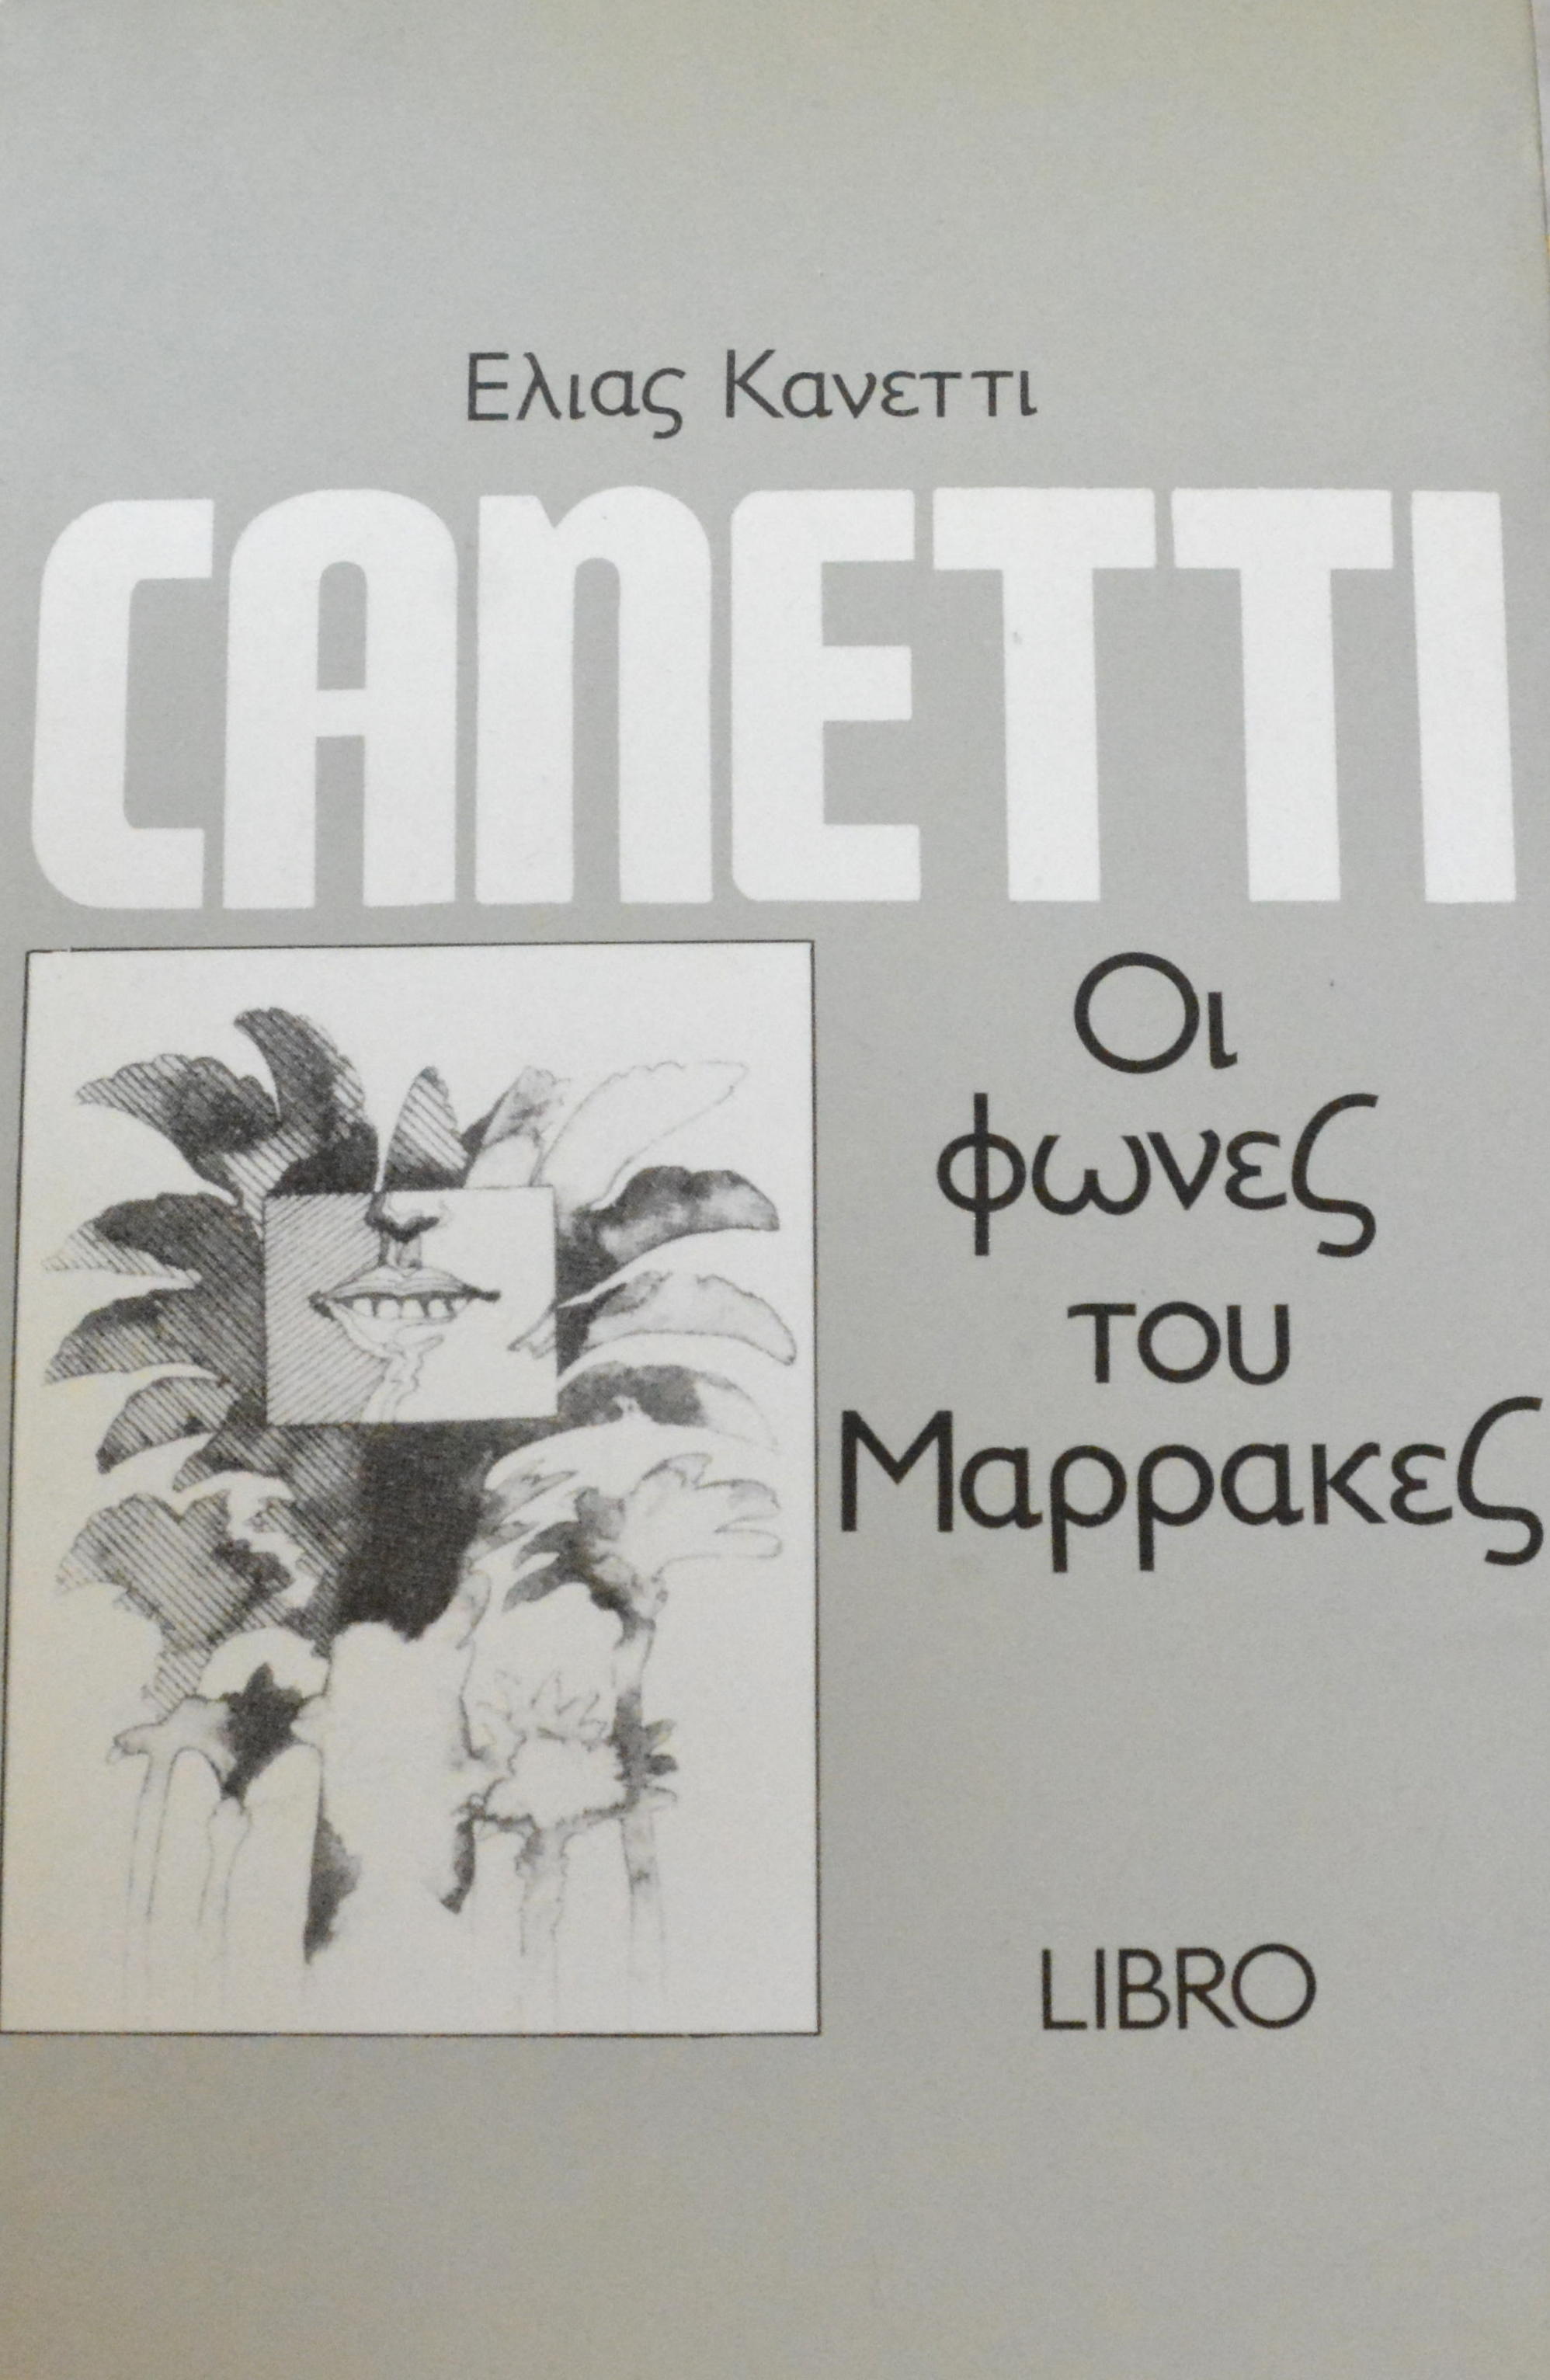 Ελιας Κανεττι
CANETTI
Οι
φωνες
του
Μαρρακες
LIBRO